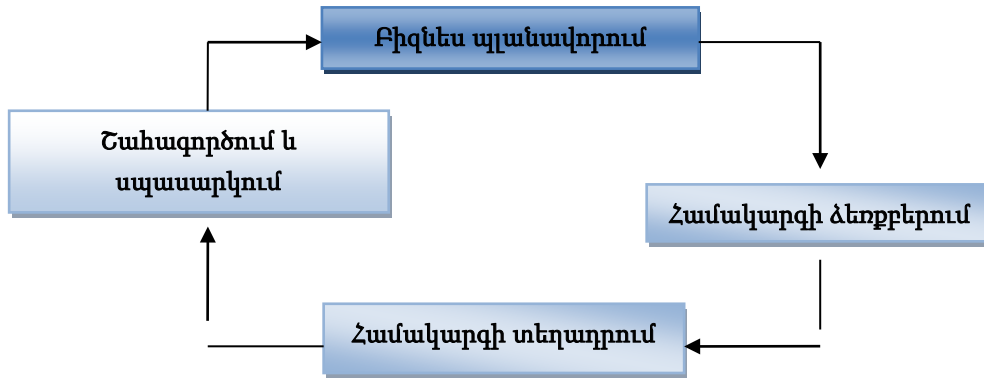 Բիզնես պլանավորում
Շահագործում և
սպասարկում
Համակարգի ձեռքբերում
Համակարգի տեղադրում